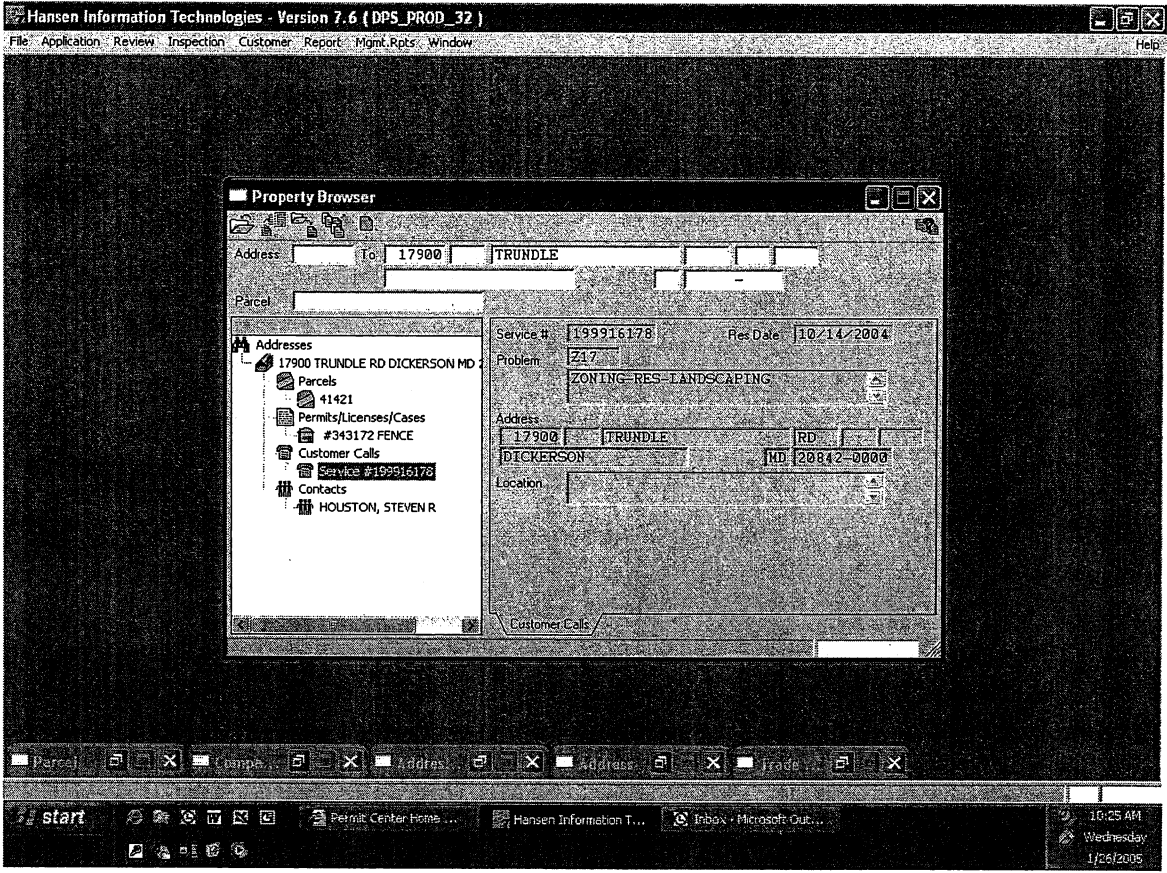 Hansen Information Technologies - Version 7.6 ( DPS_PROD_32 )
File Application Review Inspection Customer Report Mgmt.Rpts Window Help
Property Browser
Address To 17900 TRUNDLE
-
Parcel
Addresses
17900 TRUNDLE RD DICKERSON MD 2
Parcels
41421
Permits/Licenses/Cases
#343172 FENCE
Customer Calls
Service #199916178
Contacts
HOUSTON, STEVEN R
Service # 199916178 Res Date 10/14/2004
Problem Z17
ZONING-RES-LANDSCAPING
Address
17900 TRUNDLE RD
DICKERSON MD 20842-0000
Location
Customer Calls
Parcel Compa... Addres... Address... Trade ...
start Permit Center Home ... Hansen Information T... Inbox - Microsoft Out... 10:25 AM
Wednesday
1/26/2005